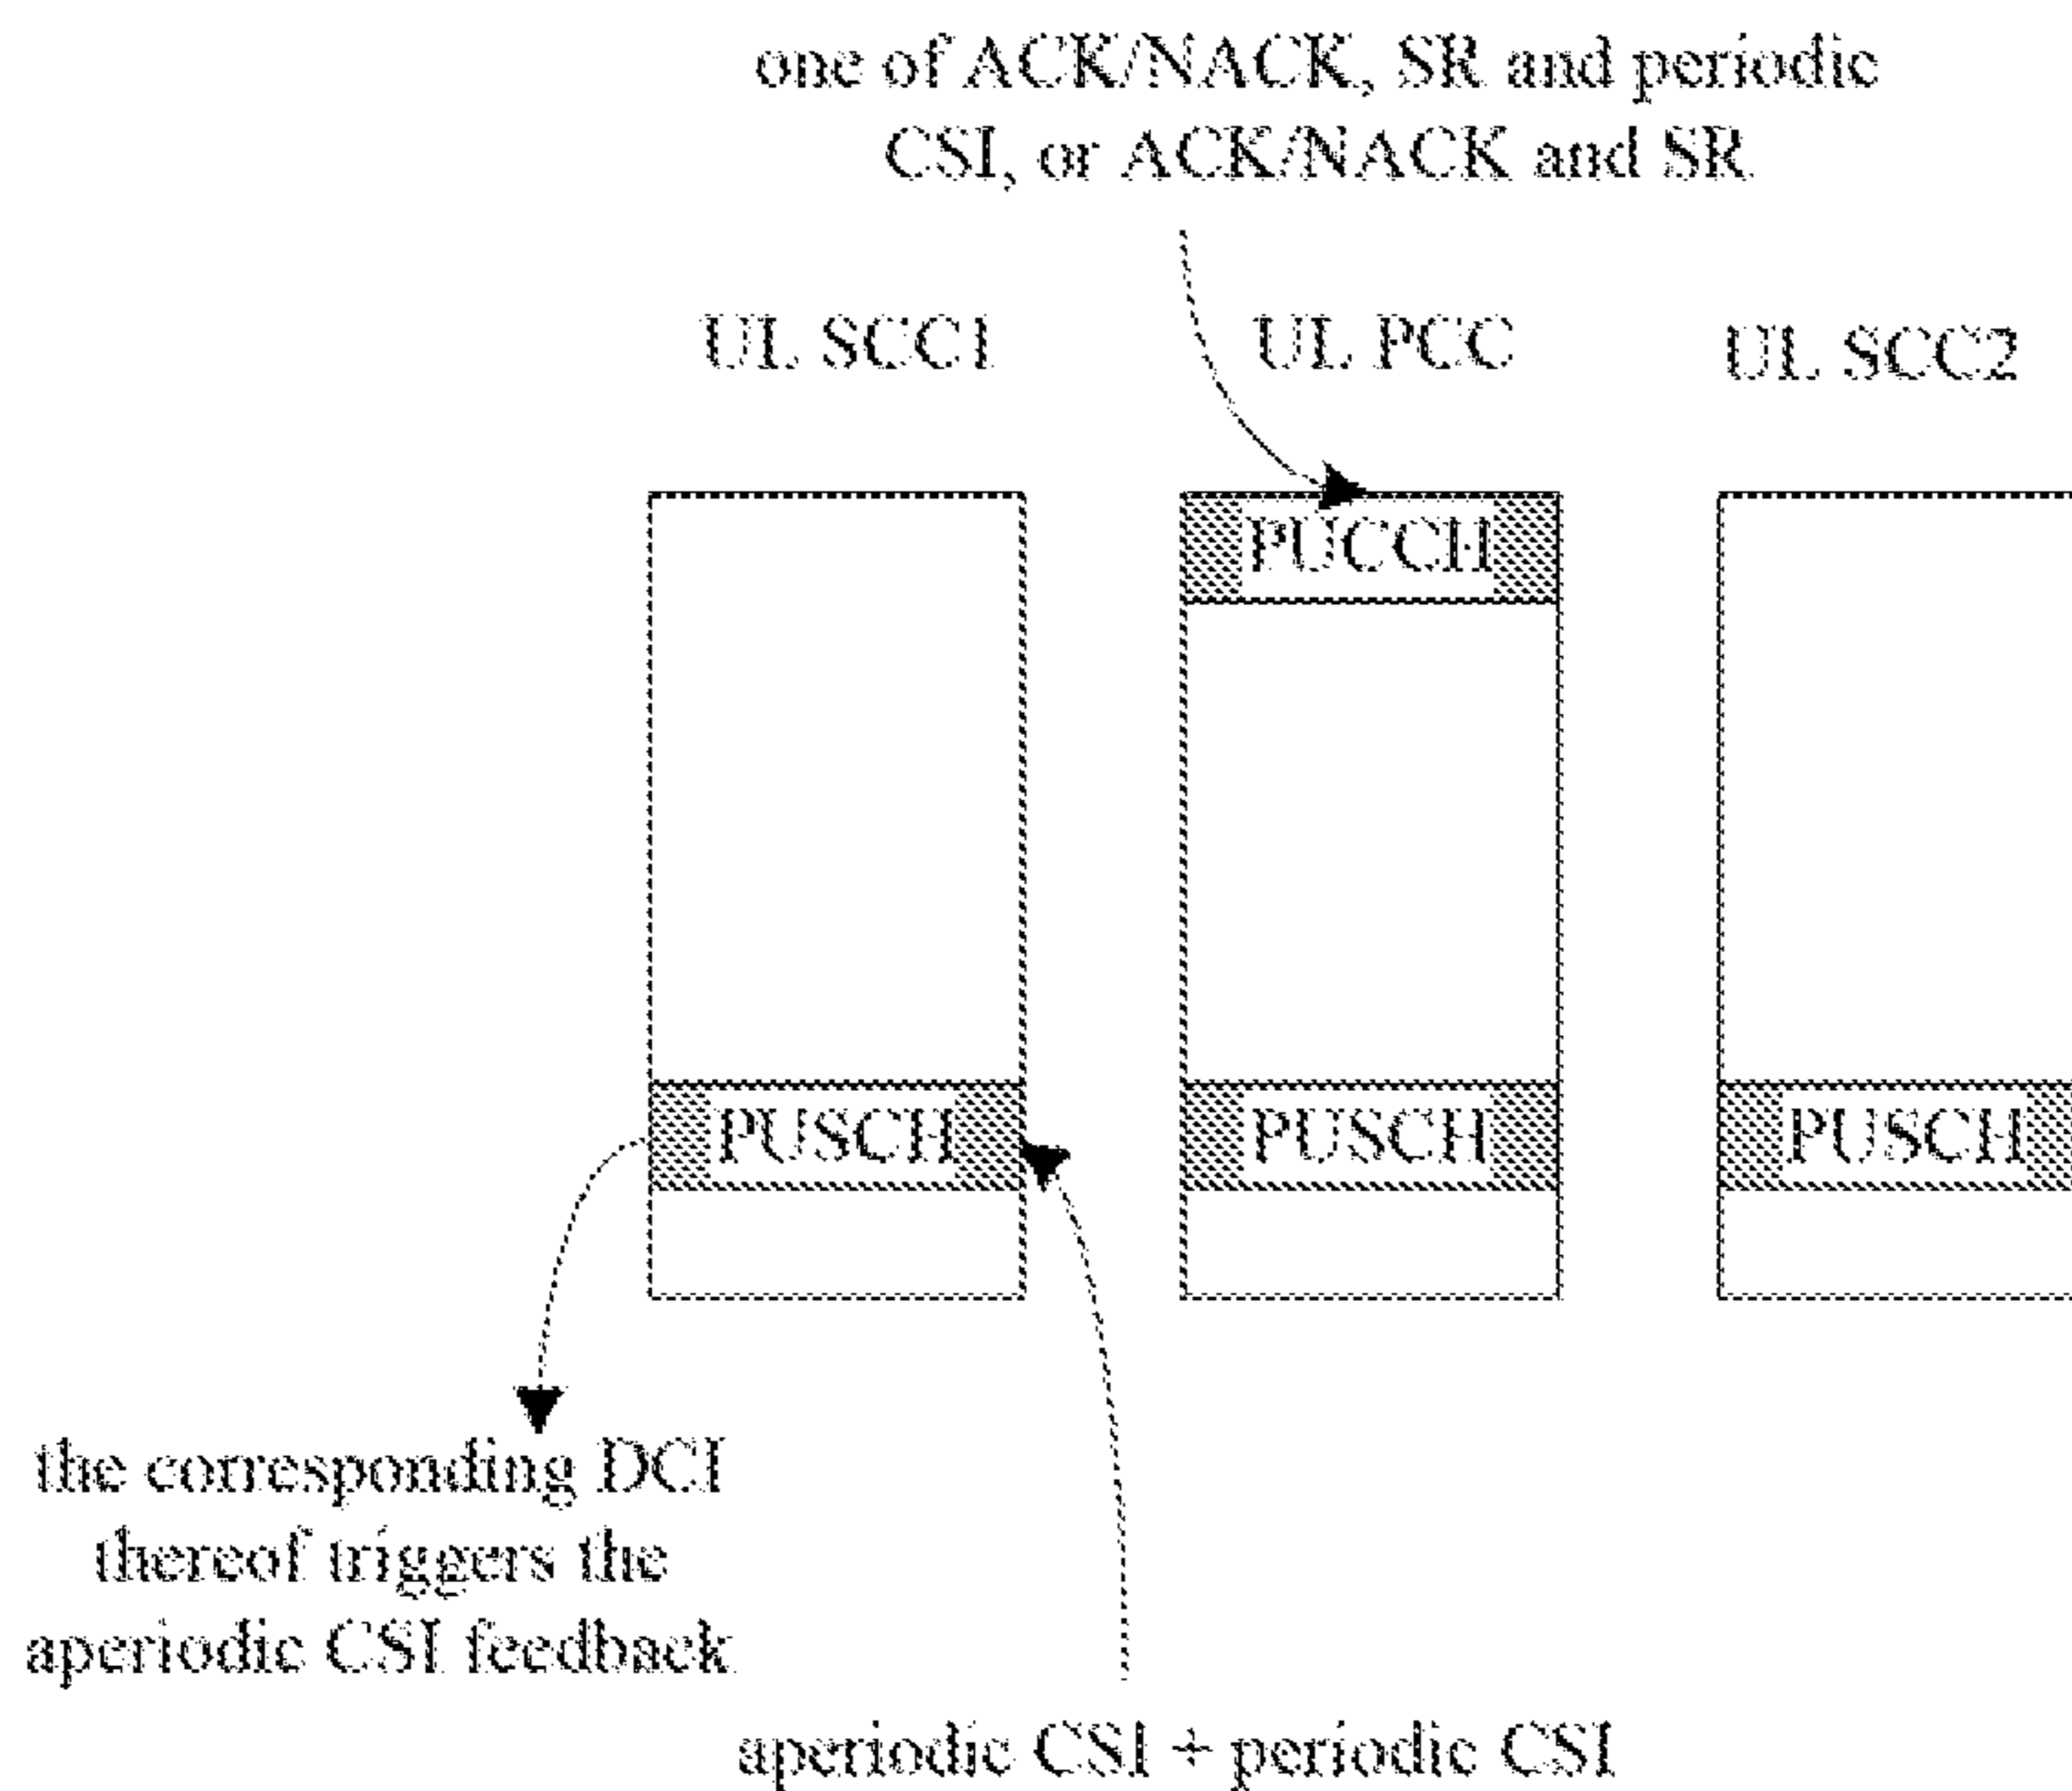 one of ACK/NACK, SR and periodic
CSI, or ACK/NACK and SR
UL SCC1
UL PCC
UL SCC2
PUCCH
PUSCH
PUSCH
PUSCH
the corresponding DCI
thereof triggers the
aperiodic CSI feedback
aperiodic CSI + periodic CSI